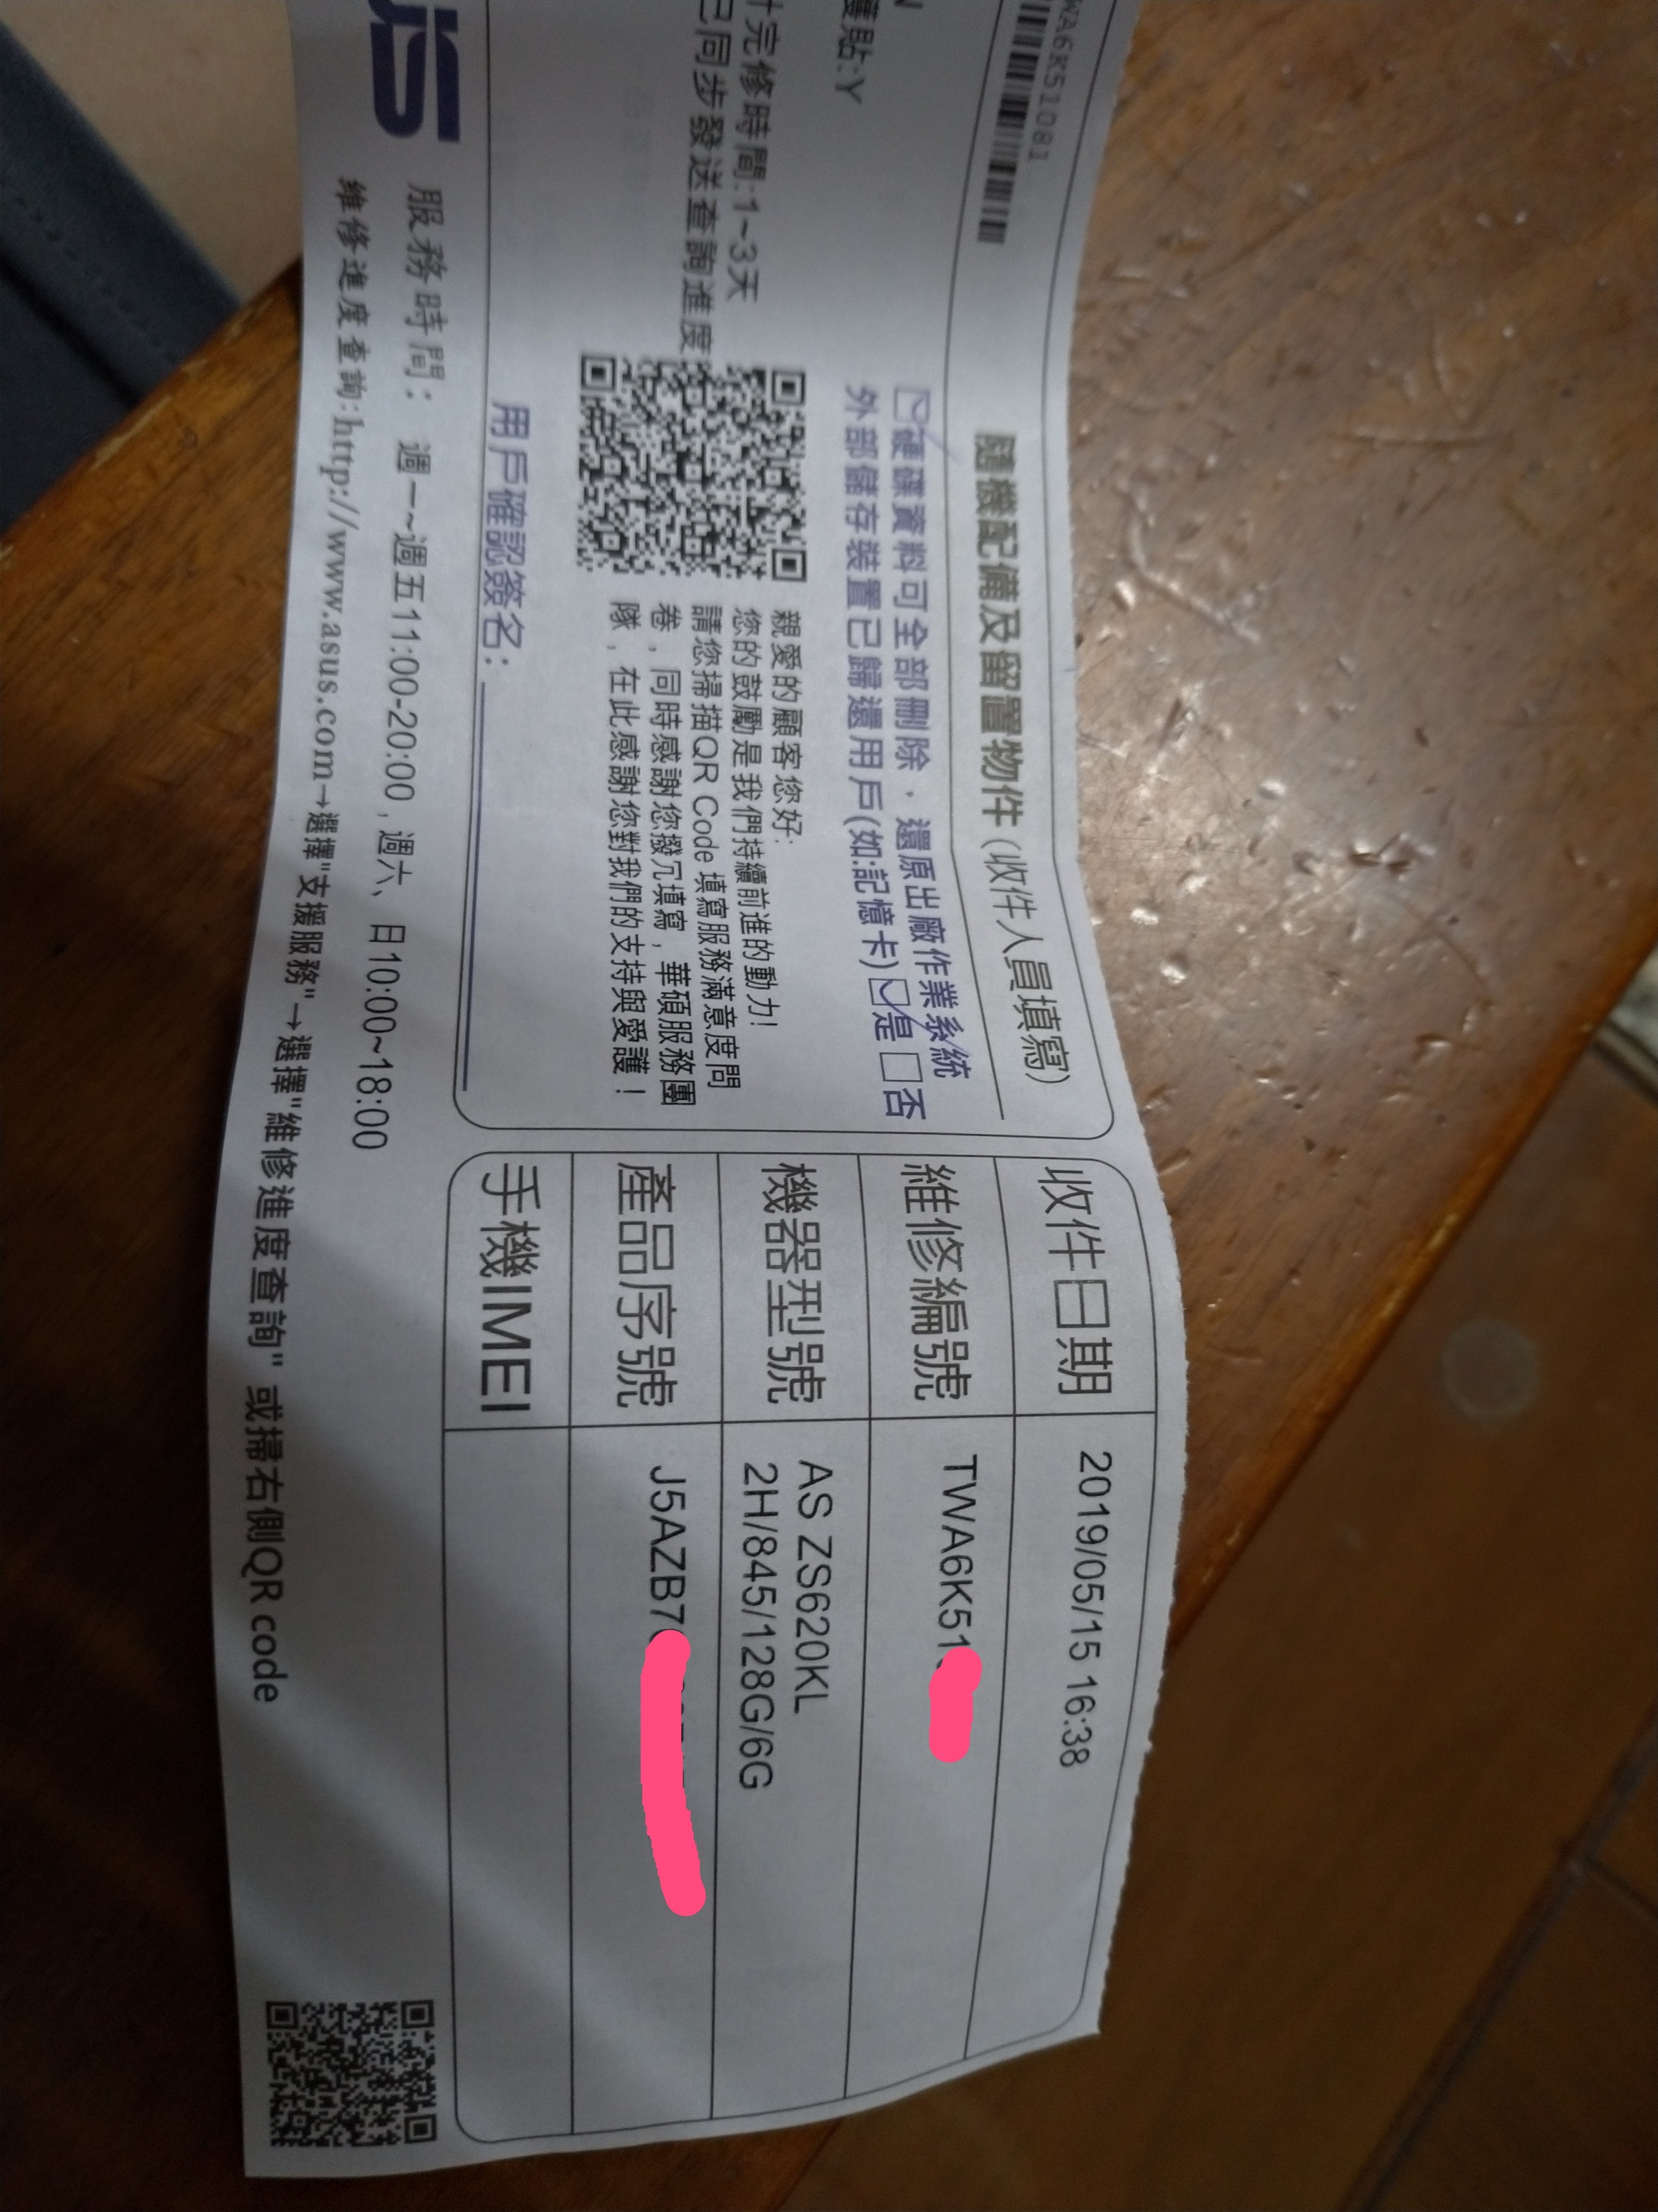 WA6K51081
隨機配備及留置物件 (收件人員填寫)
硬碟資料可全部刪除，還原出廠作業系統
外部儲存裝置已歸還用戶(如:記憶卡) 是 否
護貼:Y
計完修時間:1~3天
已同步發送查詢進度
親愛的顧客您好:
您的鼓勵是我們持續前進的動力!
請您掃描QR Code 填寫服務滿意度問
卷，同時感謝您撥冗填寫，華碩服務團
隊，在此感謝您對我們的支持與愛護！
用戶確認簽名：
收件日期 2019/05/15 16:38
維修編號 TWA6K51
機器型號 AS ZS620KL
2H/845/128G/6G
產品序號 J5AZB7
手機IMEI
服務時間： 週一~週五11:00-20:00 , 週六、日10:00~18:00
維修進度查詢:http://www.asus.com→選擇"支援服務"→選擇"維修進度查詢" 或掃右側QR code